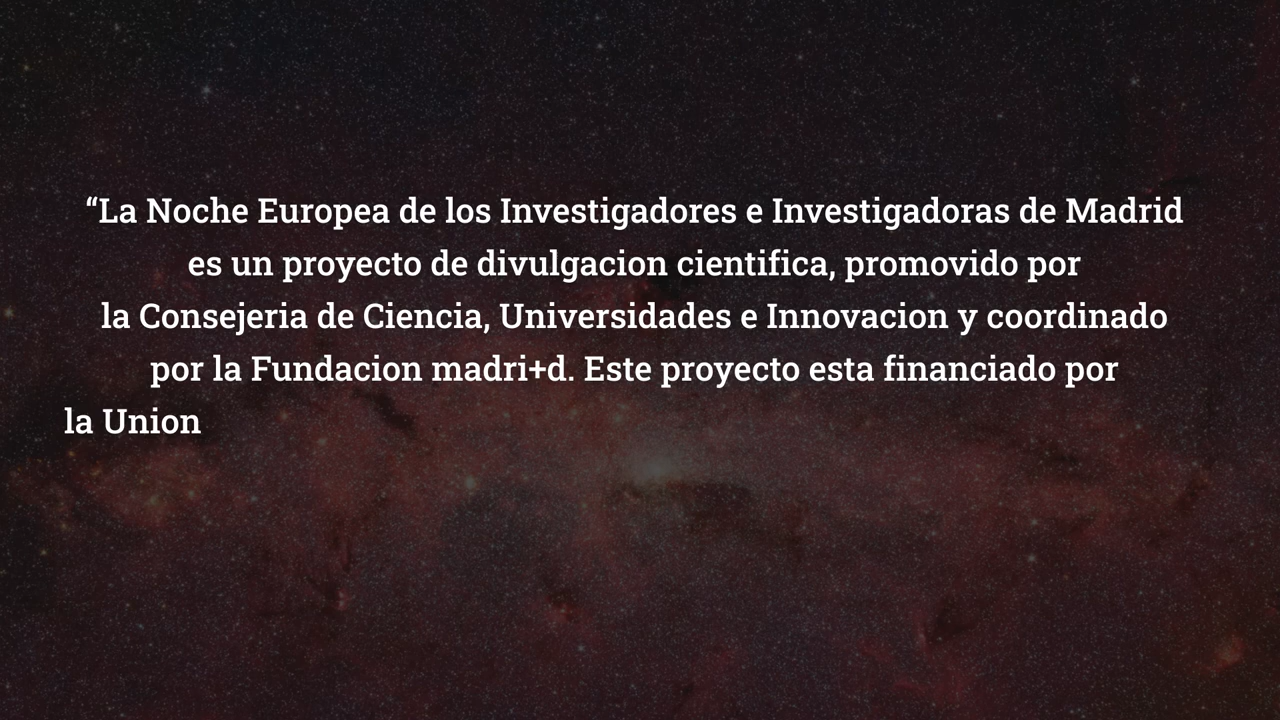 “La Noche Europea de los Investigadores e Investigadoras de Madrid
es un proyecto de divulgacion cientifica, promovido por
la Consejeria de Ciencia, Universidades e Innovacion y coordinado
por la Fundacion madri+d. Este proyecto esta financiado por
la Union